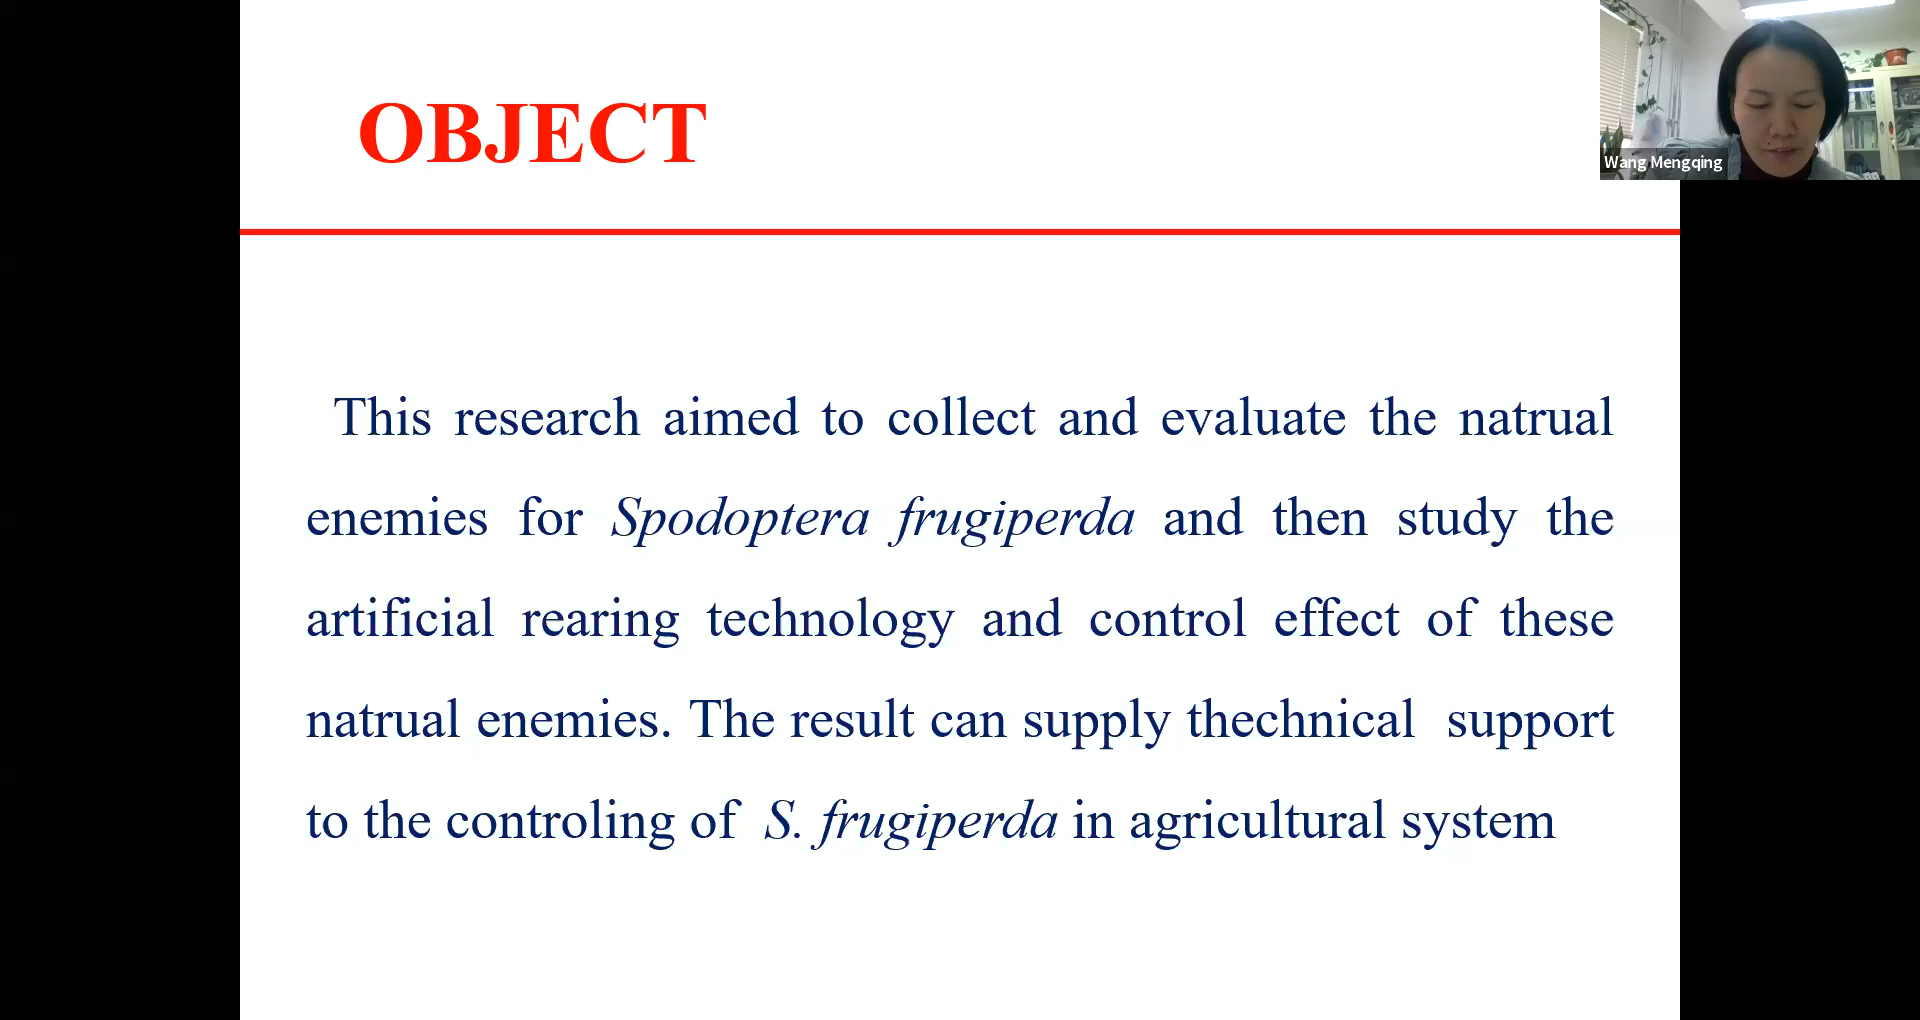 OBJECT
Wang Mengqing
This research aimed to collect and evaluate the natrual
enemies for Spodoptera frugiperda and then study the
artificial rearing technology and control effect of these
natrual enemies. The result can supply thechnical support
to the controling of S. frugiperda in agricultural system